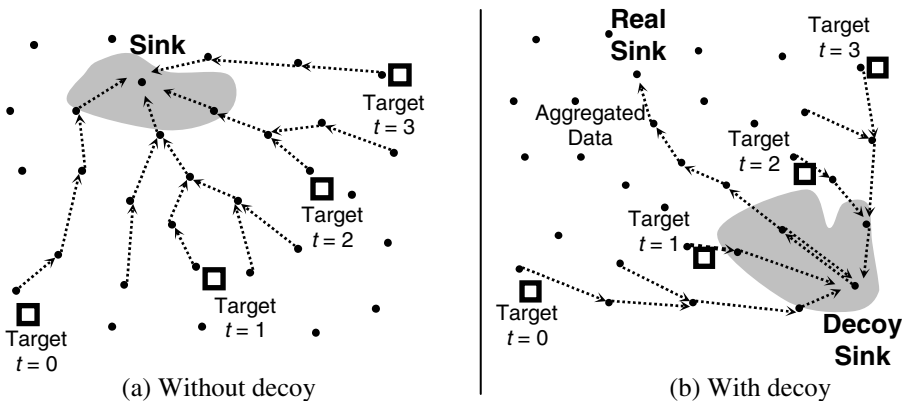 Sink
Target
t = 3
Target
t = 2
Target
t = 1
Target
t = 0
(a) Without decoy
Real
Sink
Target
t = 3
Aggregated
Data
Target
t = 2
Target
t = 1
Target
t = 0
Decoy
Sink
(b) With decoy